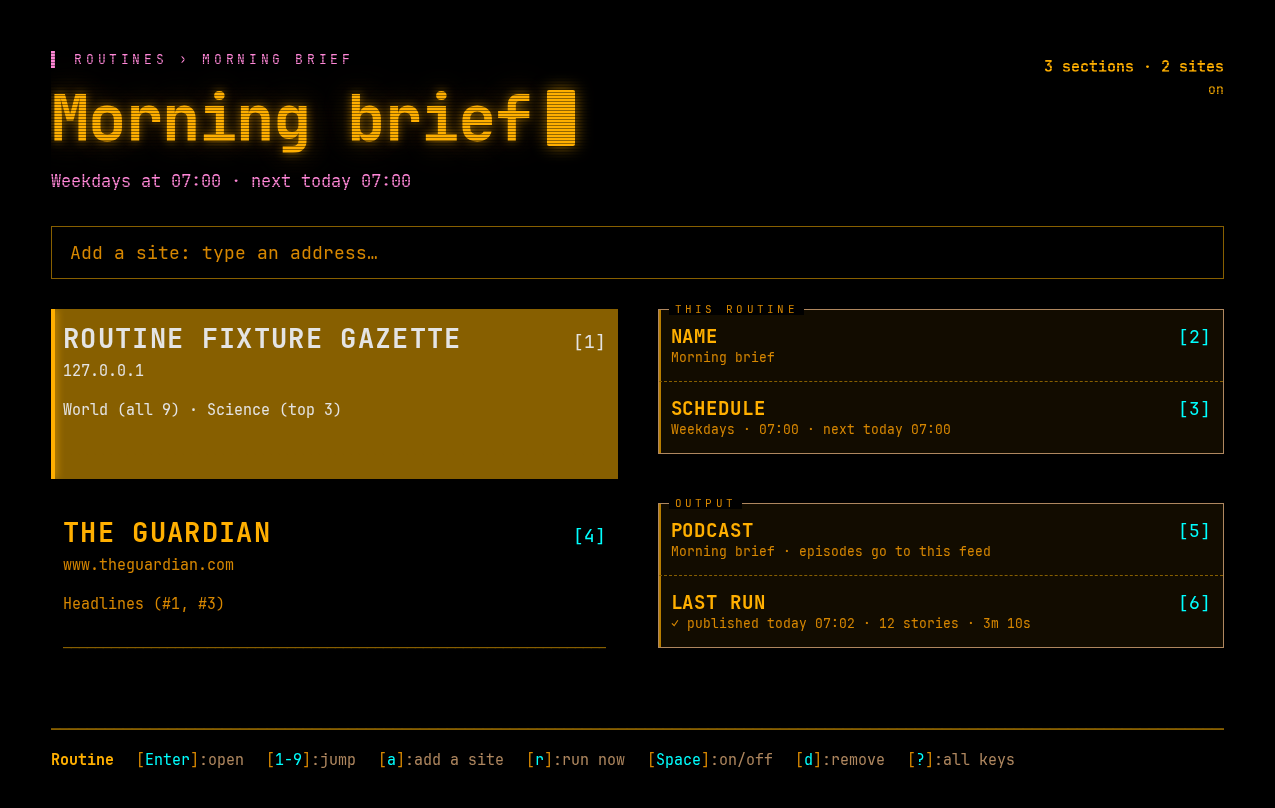 ROUTINES › MORNING BRIEF
3 sections · 2 sites
on
Morning brief
Weekdays at 07:00 · next today 07:00
Add a site: type an address…
ROUTINE FIXTURE GAZETTE [1]
127.0.0.1
World (all 9) · Science (top 3)
THE GUARDIAN [4]
www.theguardian.com
Headlines (#1, #3)
THIS ROUTINE
NAME [2]
Morning brief
SCHEDULE [3]
Weekdays · 07:00 · next today 07:00
OUTPUT
PODCAST [5]
Morning brief · episodes go to this feed
LAST RUN [6]
✓ published today 07:02 · 12 stories · 3m 10s
Routine [Enter]:open [1-9]:jump [a]:add a site [r]:run now [Space]:on/off [d]:remove [?]:all keys